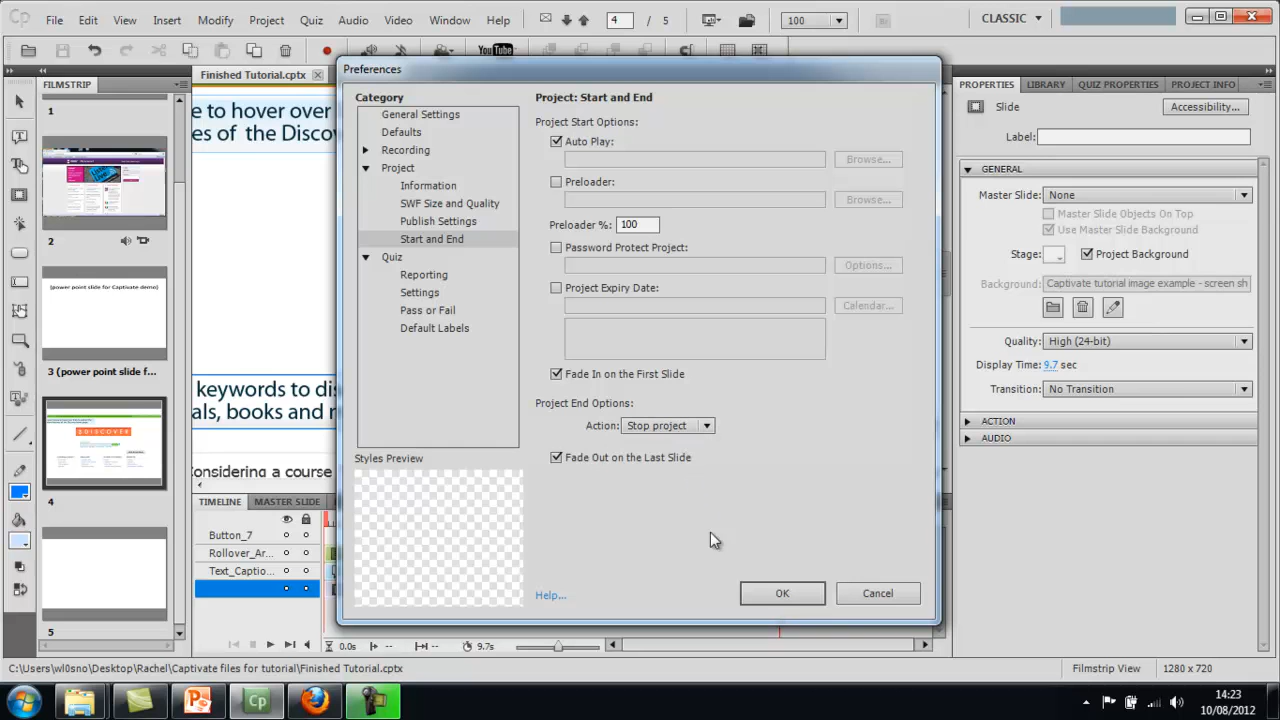 Cp File Edit View Insert Modify Project Quiz Audio Video Window Help 4 / 5 100 CLASSIC
You Tube
FILMSTRIP
Finished Tutorial.cptx
PROPERTIES LIBRARY QUIZ PROPERTIES PROJECT INFO
Slide Accessibility...
Label:
GENERAL
Master Slide: None
Master Slide Objects On Top
Use Master Slide Background
Stage: Project Background
Background: Captivate tutorial image example - screen sh
Quality: High (24-bit)
Display Time: 9.7 sec
Transition: No Transition
ACTION
AUDIO
1
2
(power point slide for Captivate demo)
3 (power point slide f...
DISCOVER
4
5
e to hover over
es of the Discov
keywords to dis
als, books and r
Considering a course
Preferences
Category
General Settings
Defaults
Recording
Project
Information
SWF Size and Quality
Publish Settings
Start and End
Quiz
Reporting
Settings
Pass or Fail
Default Labels
Styles Preview
Project: Start and End
Project Start Options:
Auto Play:
Browse...
Preloader:
Browse...
Preloader %: 100
Password Protect Project:
Options...
Project Expiry Date:
Calendar...
Fade In on the First Slide
Project End Options:
Action: Stop project
Fade Out on the Last Slide
Help... OK Cancel
TIMELINE MASTER SLIDE
Button_7
Rollover_Ar...
Text_Captio...
0.0s -- -- 9.7s
C:\Users\wl0sno\Desktop\Rachel\Captivate files for tutorial\Finished Tutorial.cptx Filmstrip View 1280 x 720
Cp
14:23
10/08/2012